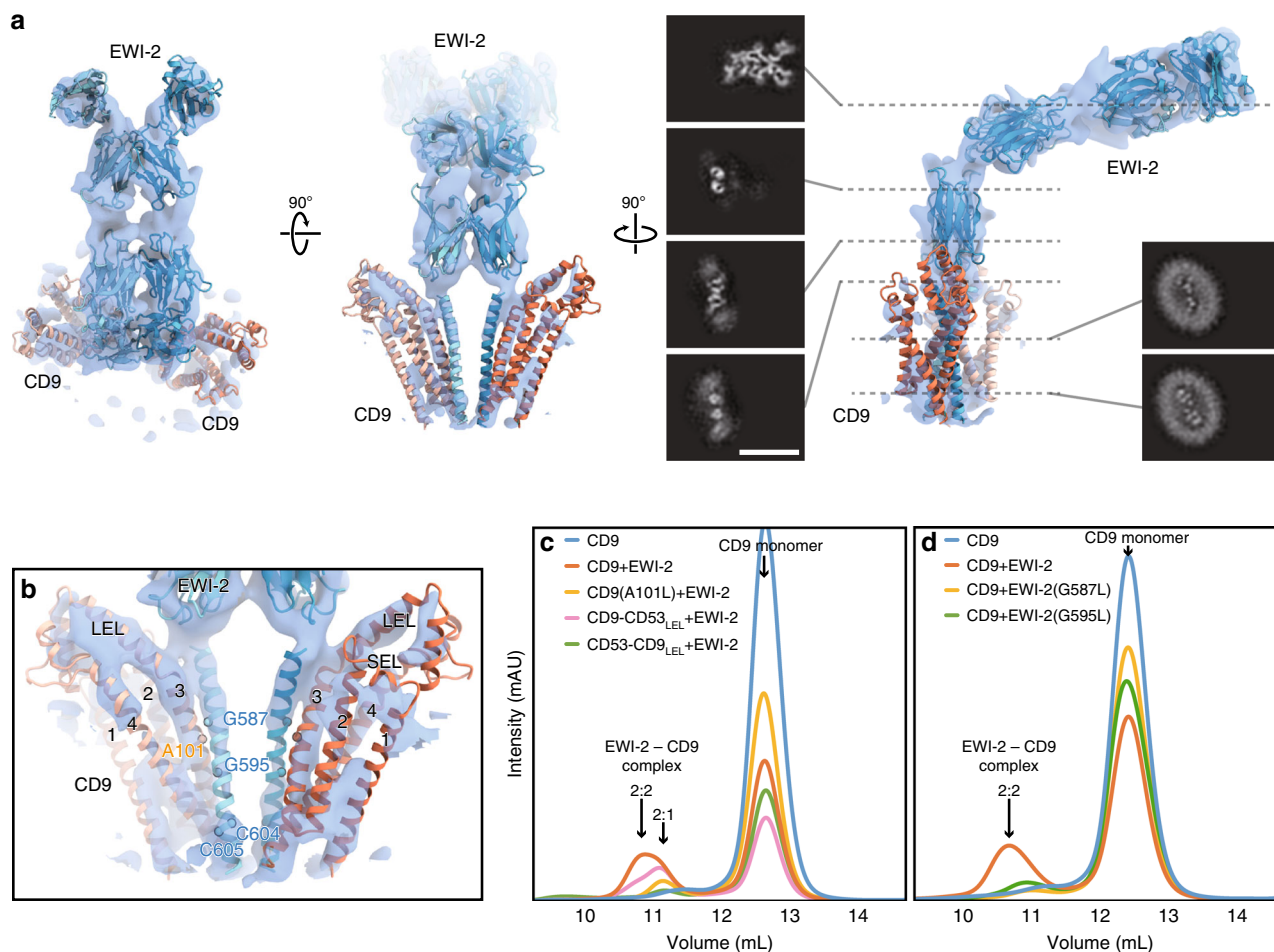 a
EWI-2
CD9
CD9
90°
EWI-2
CD9
90°
EWI-2
CD9
b
EWI-2
LEL
LEL
SEL
2
3
4
1
3
2
4
1
G587
A101
G595
CD9
C604
C605
c
CD9
CD9+EWI-2
CD9(A101L)+EWI-2
CD9-CD53LEL+EWI-2
CD53-CD9LEL+EWI-2
CD9 monomer
EWI-2 – CD9
complex
2:2
2:1
Intensity (mAU)
10 11 12 13 14
Volume (mL)
d
CD9
CD9+EWI-2
CD9+EWI-2(G587L)
CD9+EWI-2(G595L)
CD9 monomer
EWI-2 – CD9
complex
2:2
10 11 12 13 14
Volume (mL)